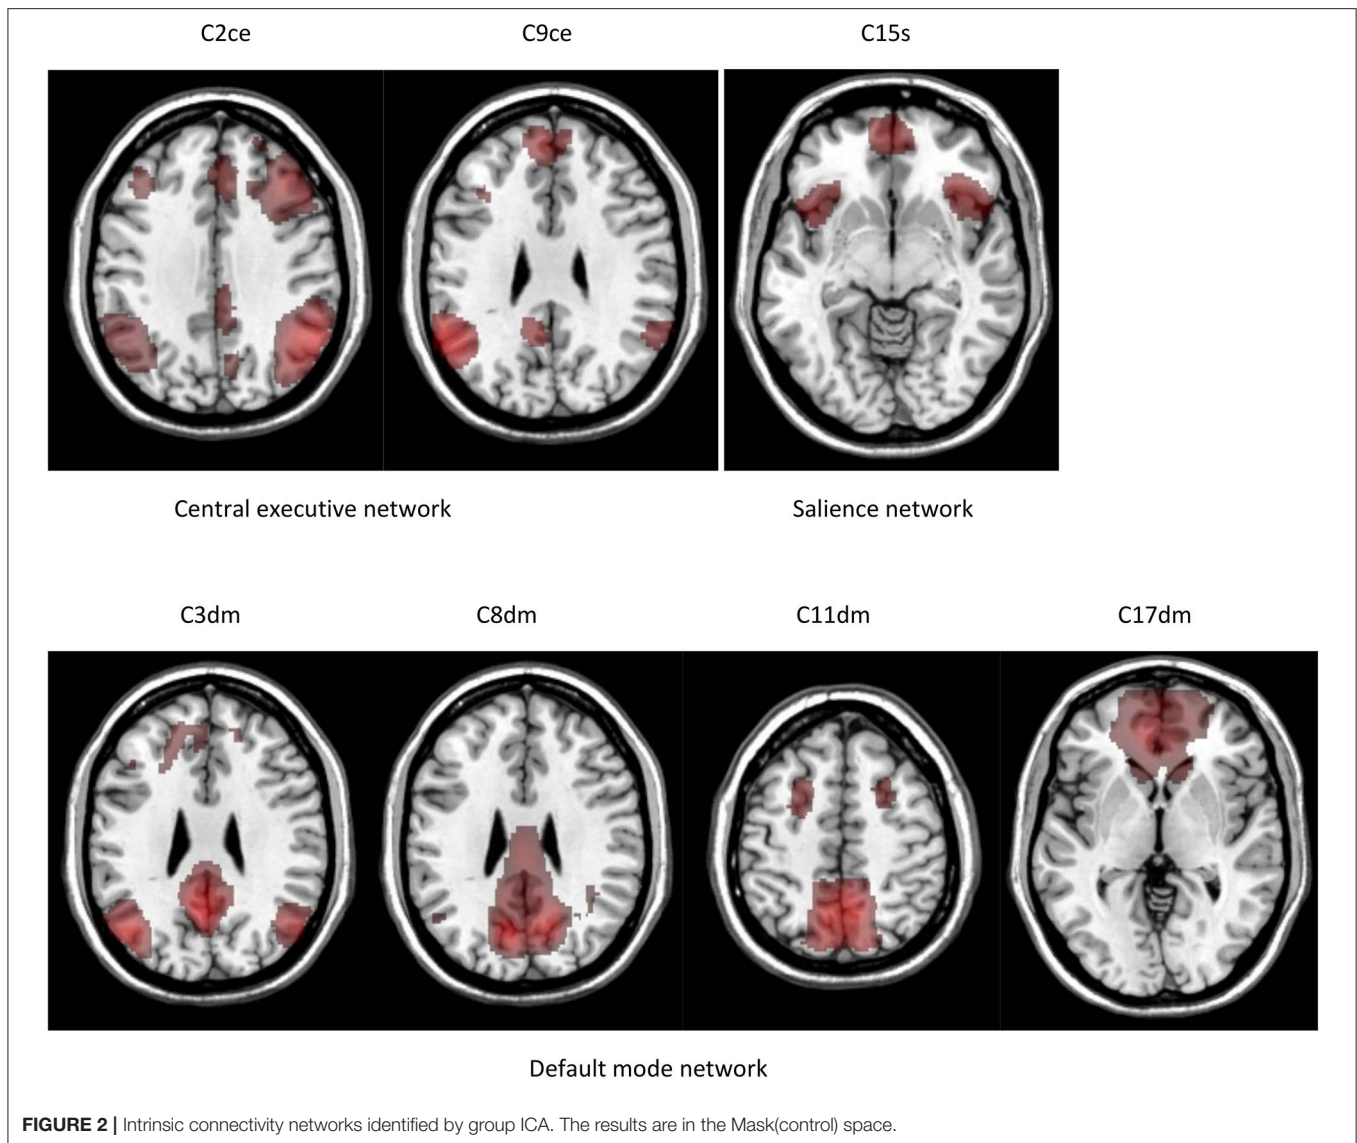 C2ce C9ce C15s
Central executive network Salience network
C3dm C8dm C11dm C17dm
Default mode network
FIGURE 2 | Intrinsic connectivity networks identified by group ICA. The results are in the Mask(control) space.